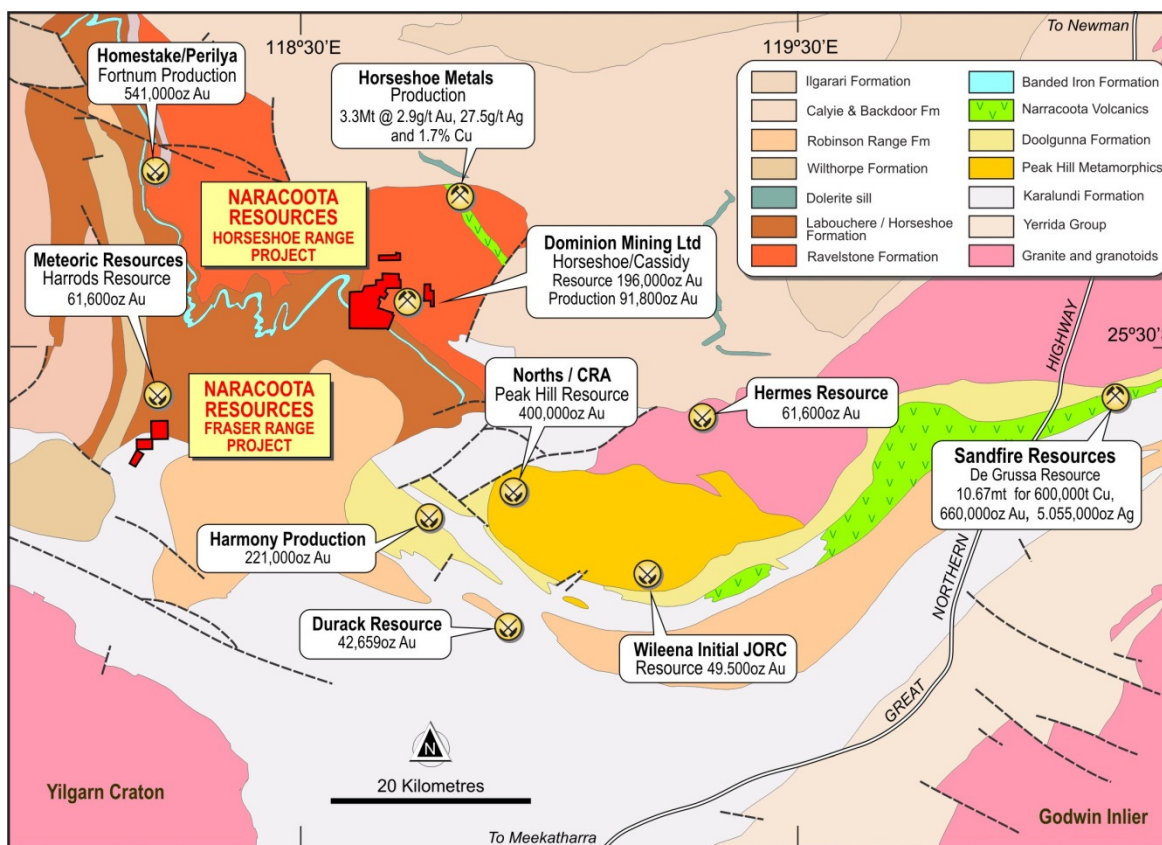 118º30'E
119º30'E
To Newman
Homestake/Perilya
Fortnum Production
541,000oz Au
Horseshoe Metals
Production
3.3Mt @ 2.9g/t Au, 27.5g/t Ag
and 1.7% Cu
Ilgarari Formation
Calyie & Backdoor Fm
Robinson Range Fm
Wilthorpe Formation
Dolerite sill
Labouchere / Horseshoe
Formation
Ravelstone Formation
Banded Iron Formation
Narracoota Volcanics
Doolgunna Formation
Peak Hill Metamorphics
Karalundi Formation
Yerrida Group
Granite and granotoids
NARACOOTA
RESOURCES
HORSESHOE RANGE
PROJECT
Meteoric Resources
Harrods Resource
61,600oz Au
Dominion Mining Ltd
Horseshoe/Cassidy
Resource 196,000oz Au
Production 91,800oz Au
25º30'
HIGHWAY
NARACOOTA
RESOURCES
FRASER RANGE
PROJECT
Norths / CRA
Peak Hill Resource
400,000oz Au
Hermes Resource
61,600oz Au
Sandfire Resources
De Grussa Resource
10.67mt for 600,000t Cu,
660,000oz Au, 5.055,000oz Ag
Harmony Production
221,000oz Au
NORTHERN
Durack Resource
42,659oz Au
Wileena Initial JORC
Resource 49.500oz Au
GREAT
N
20 Kilometres
Yilgarn Craton
Godwin Inlier
To Meekatharra